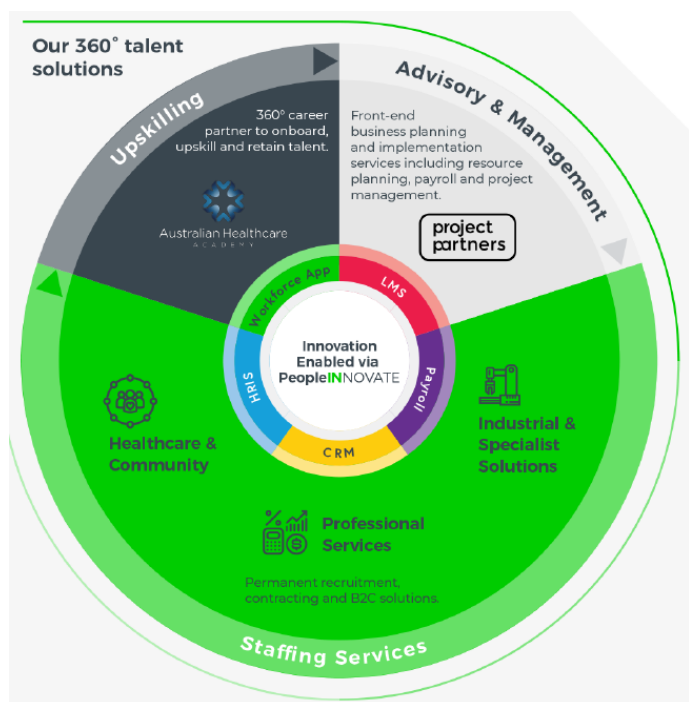 Our 360° talent
solutions
Upskilling
360° career
partner to onboard,
upskill and retain talent.
Australian Healthcare
ACADEMY
Advisory & Management
Front-end
business planning
and implementation
services including resource
planning, payroll and project
management.
project
partners
Workforce App
LMS
Payroll
CRM
HRIS
Innovation
Enabled via
PeopleINNOVATE
Healthcare &
Community
Industrial &
Specialist
Solutions
Professional
Services
Permanent recruitment,
contracting and B2C solutions.
Staffing Services